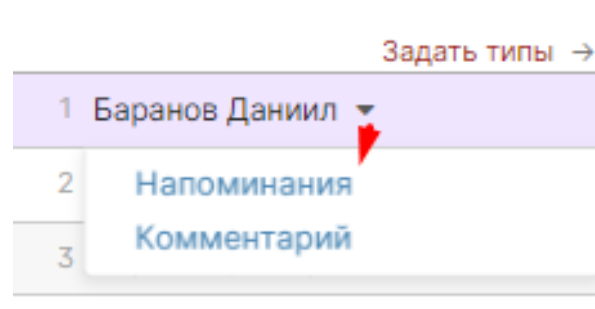 Задать типы →
1 Баранов Даниил
2 Напоминания
Комментарий
3